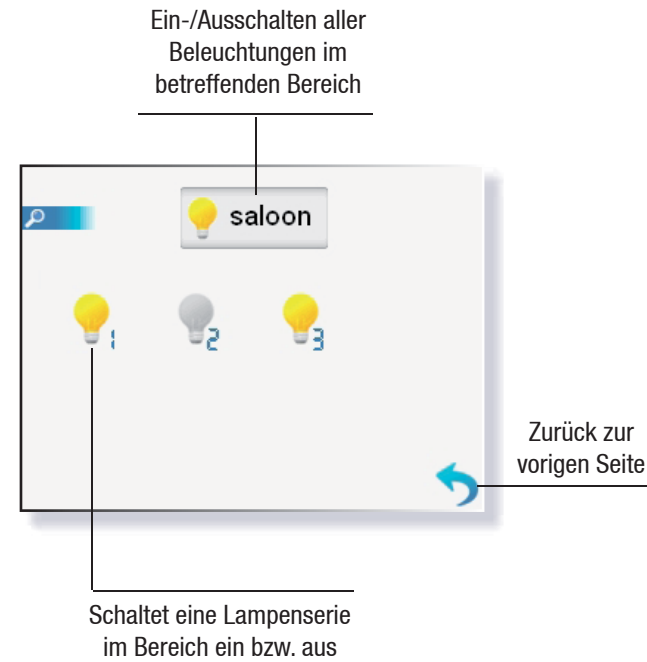 Ein-/Ausschalten aller
Beleuchtungen im
betreffenden Bereich
saloon
1 2 3
Zurück zur
vorigen Seite
Schaltet eine Lampenserie
im Bereich ein bzw. aus